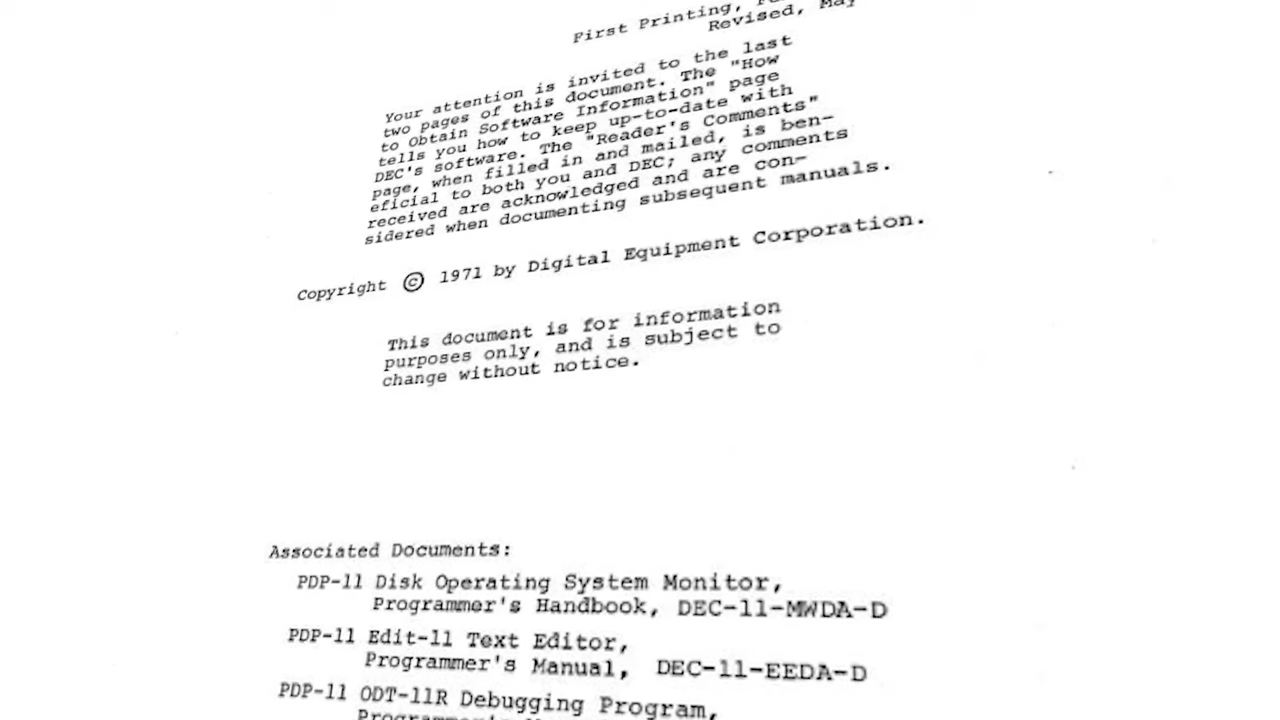 First Printing,
Revised, May
Your attention is invited to the last
two pages of this document. The "How
to Obtain Software Information" page
tells you how to keep up-to-date with
DEC's software. The "Reader's Comments"
page, when filled in and mailed, is ben-
eficial to both you and DEC; any comments
received are acknowledged and are con-
sidered when documenting subsequent manuals.
Copyright © 1971 by Digital Equipment Corporation.
This document is for information
purposes only, and is subject to
change without notice.
Associated Documents:
PDP-11 Disk Operating System Monitor,
Programmer's Handbook, DEC-11-MWDA-D
PDP-11 Edit-11 Text Editor,
Programmer's Manual, DEC-11-EEDA-D
PDP-11 ODT-11R Debugging Program,
Programmer's